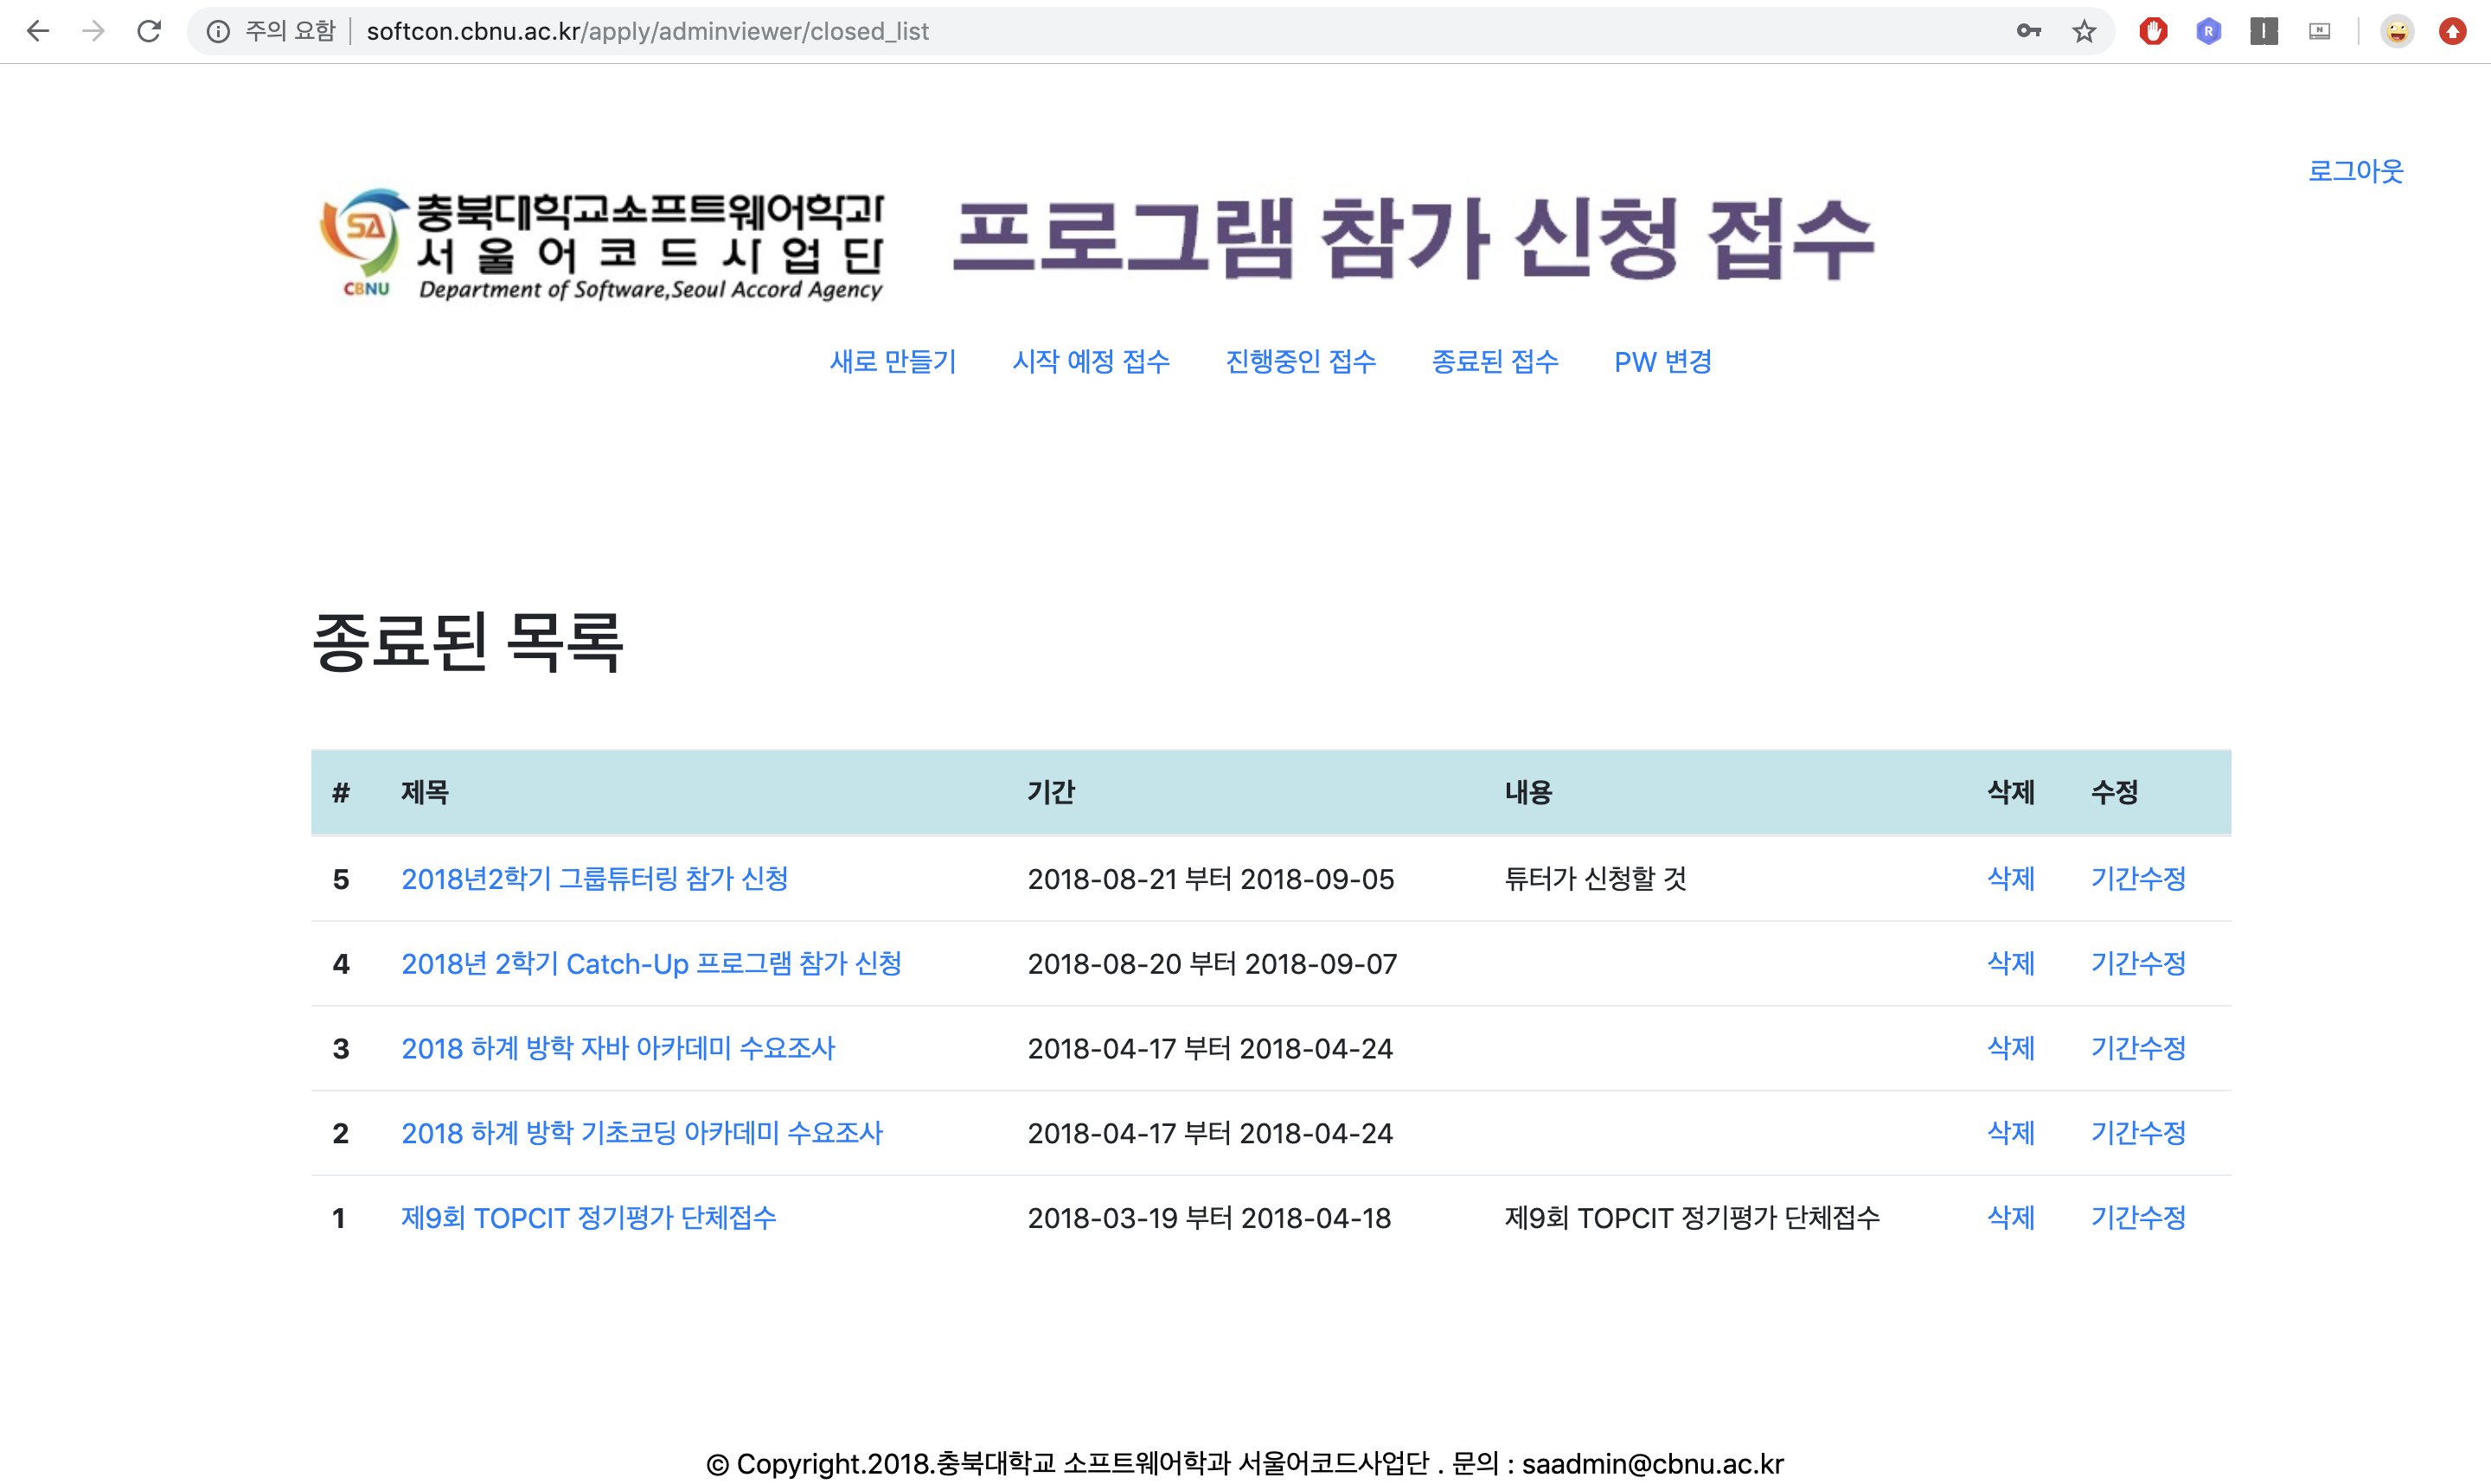 주의 요함 softcon.cbnu.ac.kr/apply/adminviewer/closed_list
로그아웃
SA
CBNU
충북대학교소프트웨어학과
서울어코드사업단
Department of Software,Seoul Accord Agency
프로그램 참가 신청 접수
새로 만들기 시작 예정 접수 진행중인 접수 종료된 접수 PW 변경
종료된 목록
# 제목 기간 내용 삭제 수정
5 2018년2학기 그룹튜터링 참가 신청 2018-08-21 부터 2018-09-05 튜터가 신청할 것 삭제 기간수정
4 2018년 2학기 Catch-Up 프로그램 참가 신청 2018-08-20 부터 2018-09-07 삭제 기간수정
3 2018 하계 방학 자바 아카데미 수요조사 2018-04-17 부터 2018-04-24 삭제 기간수정
2 2018 하계 방학 기초코딩 아카데미 수요조사 2018-04-17 부터 2018-04-24 삭제 기간수정
1 제9회 TOPCIT 정기평가 단체접수 2018-03-19 부터 2018-04-18 제9회 TOPCIT 정기평가 단체접수 삭제 기간수정
© Copyright.2018.충북대학교 소프트웨어학과 서울어코드사업단 . 문의 : saadmin@cbnu.ac.kr